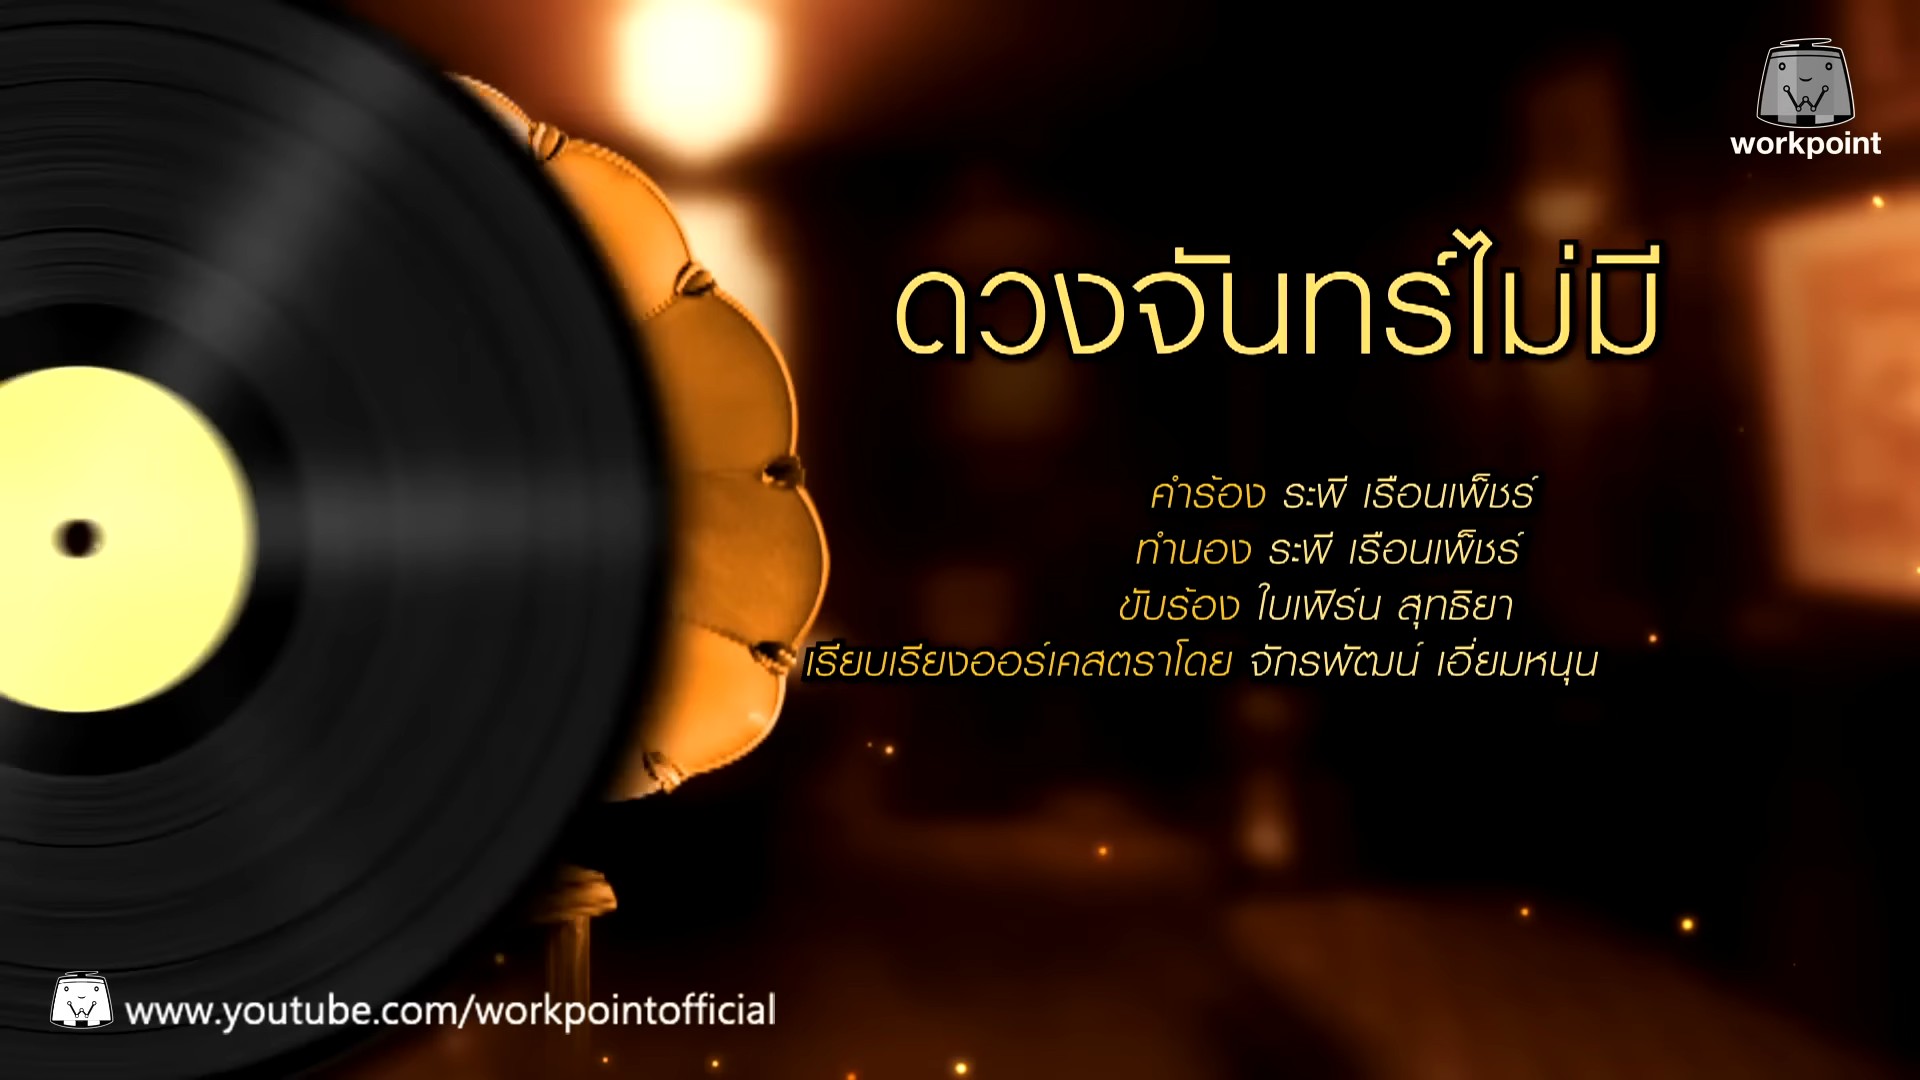 workpoint
ดวงจันทร์ไม่มี
คำร้อง ระพี เรือนเพ็ชร์
ทำนอง ระพี เรือนเพ็ชร์
ขับร้อง ใบเฟิร์น สุทธิยา
เรียบเรียงออร์เคสตราโดย จักรพัฒน์ เอี่ยมหนุน
www.youtube.com/workpointofficial